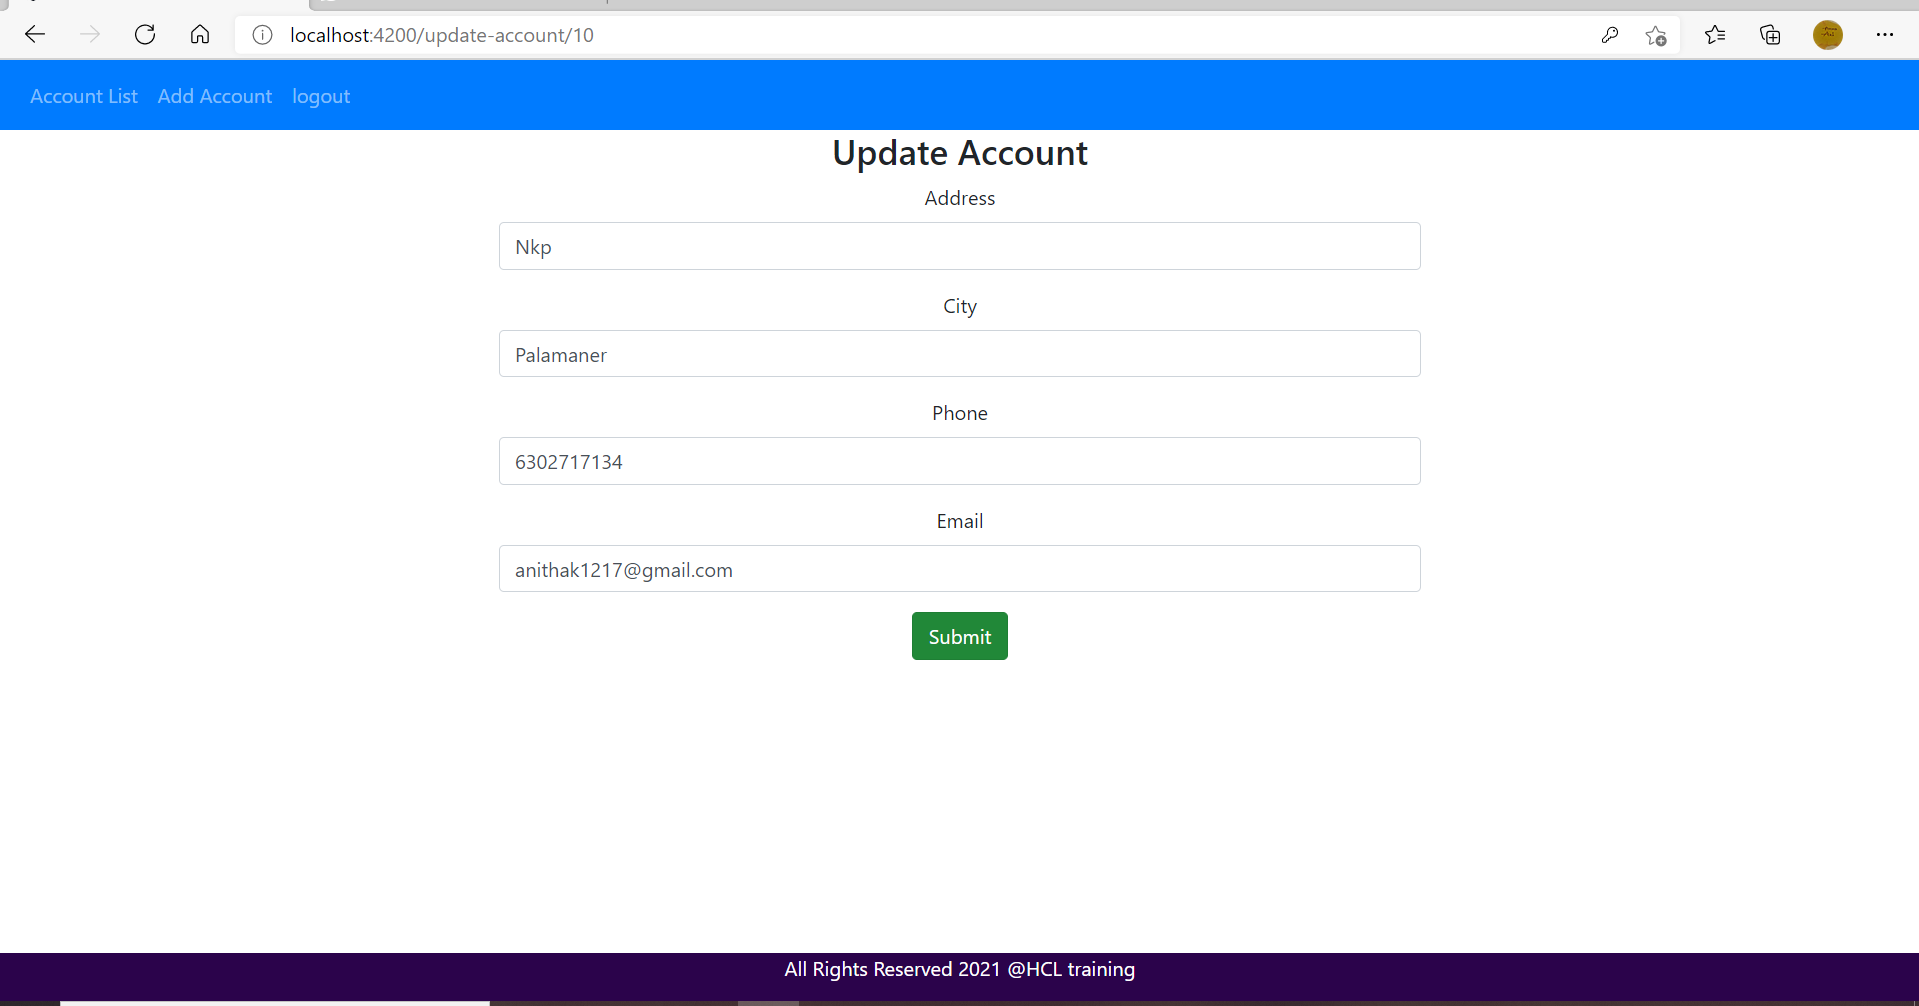 localhost:4200/update-account/10
Account List Add Account logout
Update Account
Address
Nkp
City
Palamaner
Phone
6302717134
Email
anithak1217@gmail.com
Submit
All Rights Reserved 2021 @HCL training